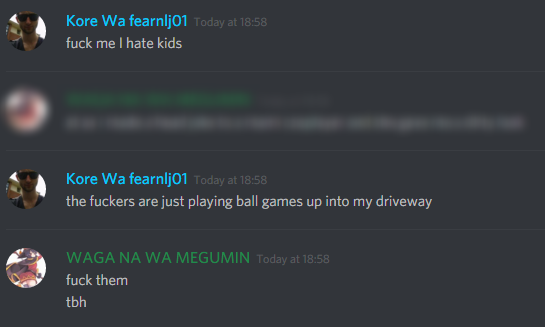 Kore Wa fearnlj01 Today at 18:58
fuck me I hate kids
Kore Wa fearnlj01 Today at 18:58
the fuckers are just playing ball games up into my driveway
WAGA NA WA MEGUMIN Today at 18:58
fuck them
tbh